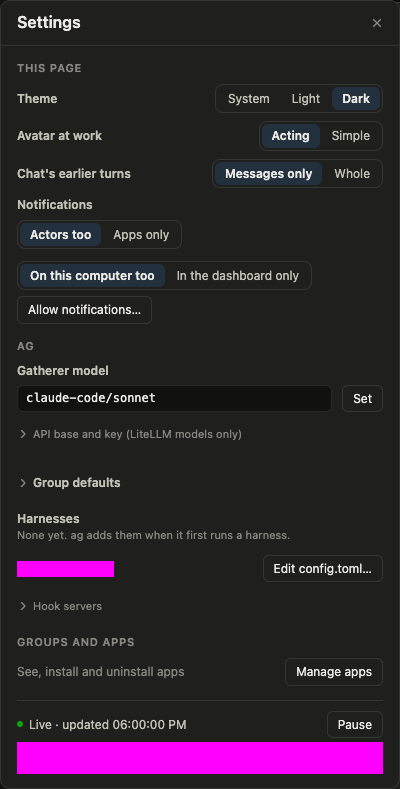 Settings
THIS PAGE
Theme System Light Dark
Avatar at work Acting Simple
Chat's earlier turns Messages only Whole
Notifications
Actors too Apps only
On this computer too In the dashboard only
Allow notifications...
AG
Gatherer model
claude-code/sonnet Set
API base and key (LiteLLM models only)
Group defaults
Harnesses
None yet. ag adds them when it first runs a harness.
Edit config.toml...
Hook servers
GROUPS AND APPS
See, install and uninstall apps Manage apps
Live · updated 06:00:00 PM Pause